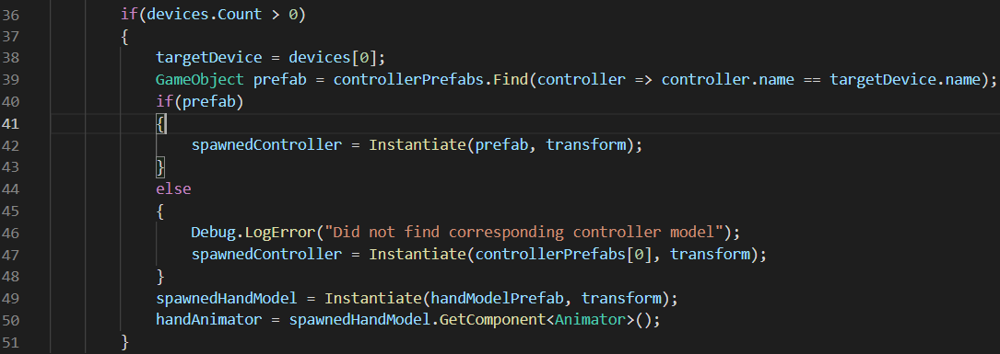 36 if(devices.Count > 0)
37 {
38 targetDevice = devices[0];
39 GameObject prefab = controllerPrefabs.Find(controller => controller.name == targetDevice.name);
40 if(prefab)
41 {
42 spawnedController = Instantiate(prefab, transform);
43 }
44 else
45 {
46 Debug.LogError("Did not find corresponding controller model");
47 spawnedController = Instantiate(controllerPrefabs[0], transform);
48 }
49 spawnedHandModel = Instantiate(handModelPrefab, transform);
50 handAnimator = spawnedHandModel.GetComponent<Animator>();
51 }